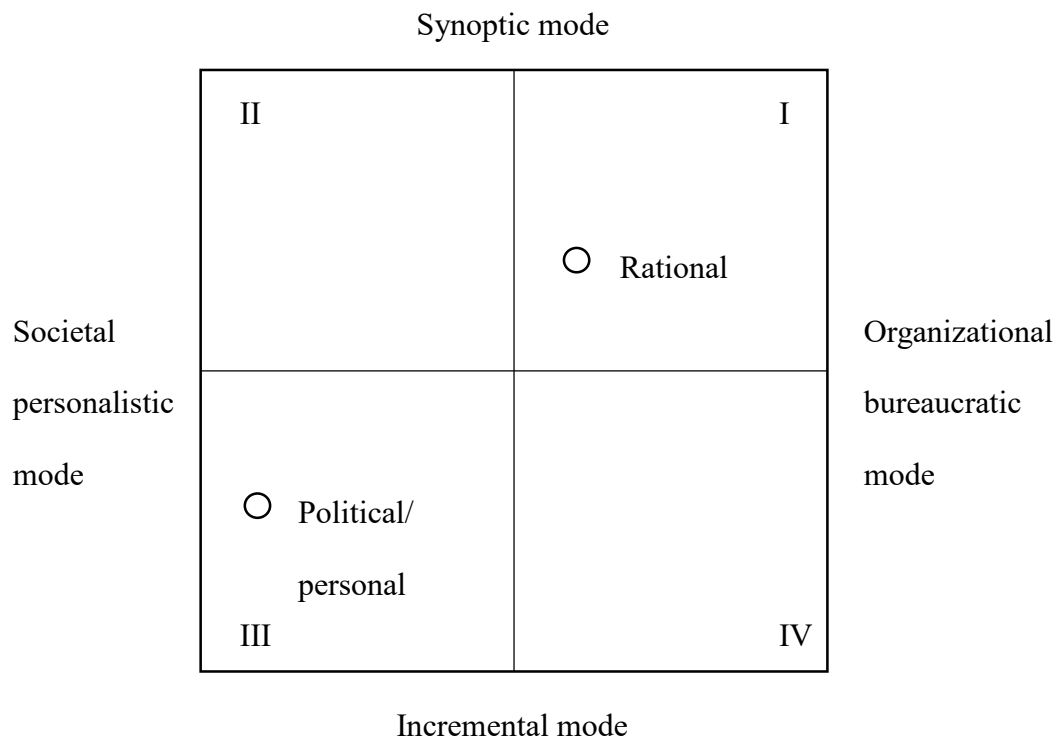 Synoptic mode
II
I
Rational
Societal
personalistic
mode
Organizational
bureaucratic
mode
Political/
personal
III
IV
Incremental mode